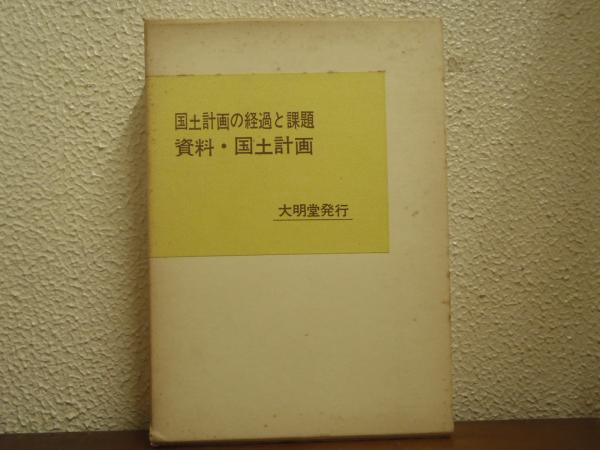 国土計画の経過と課題
資料・国土計画
大明堂発行